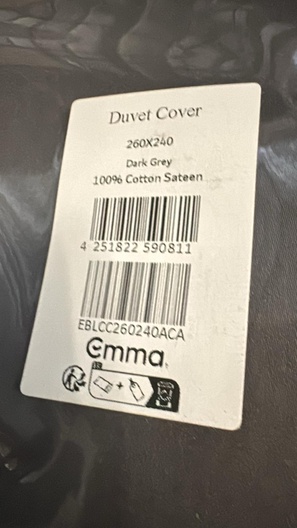 Duvet Cover
260X240
Dark Grey
100% Cotton Sateen
4 251822 590811
EBLCC260240ACA
Emma